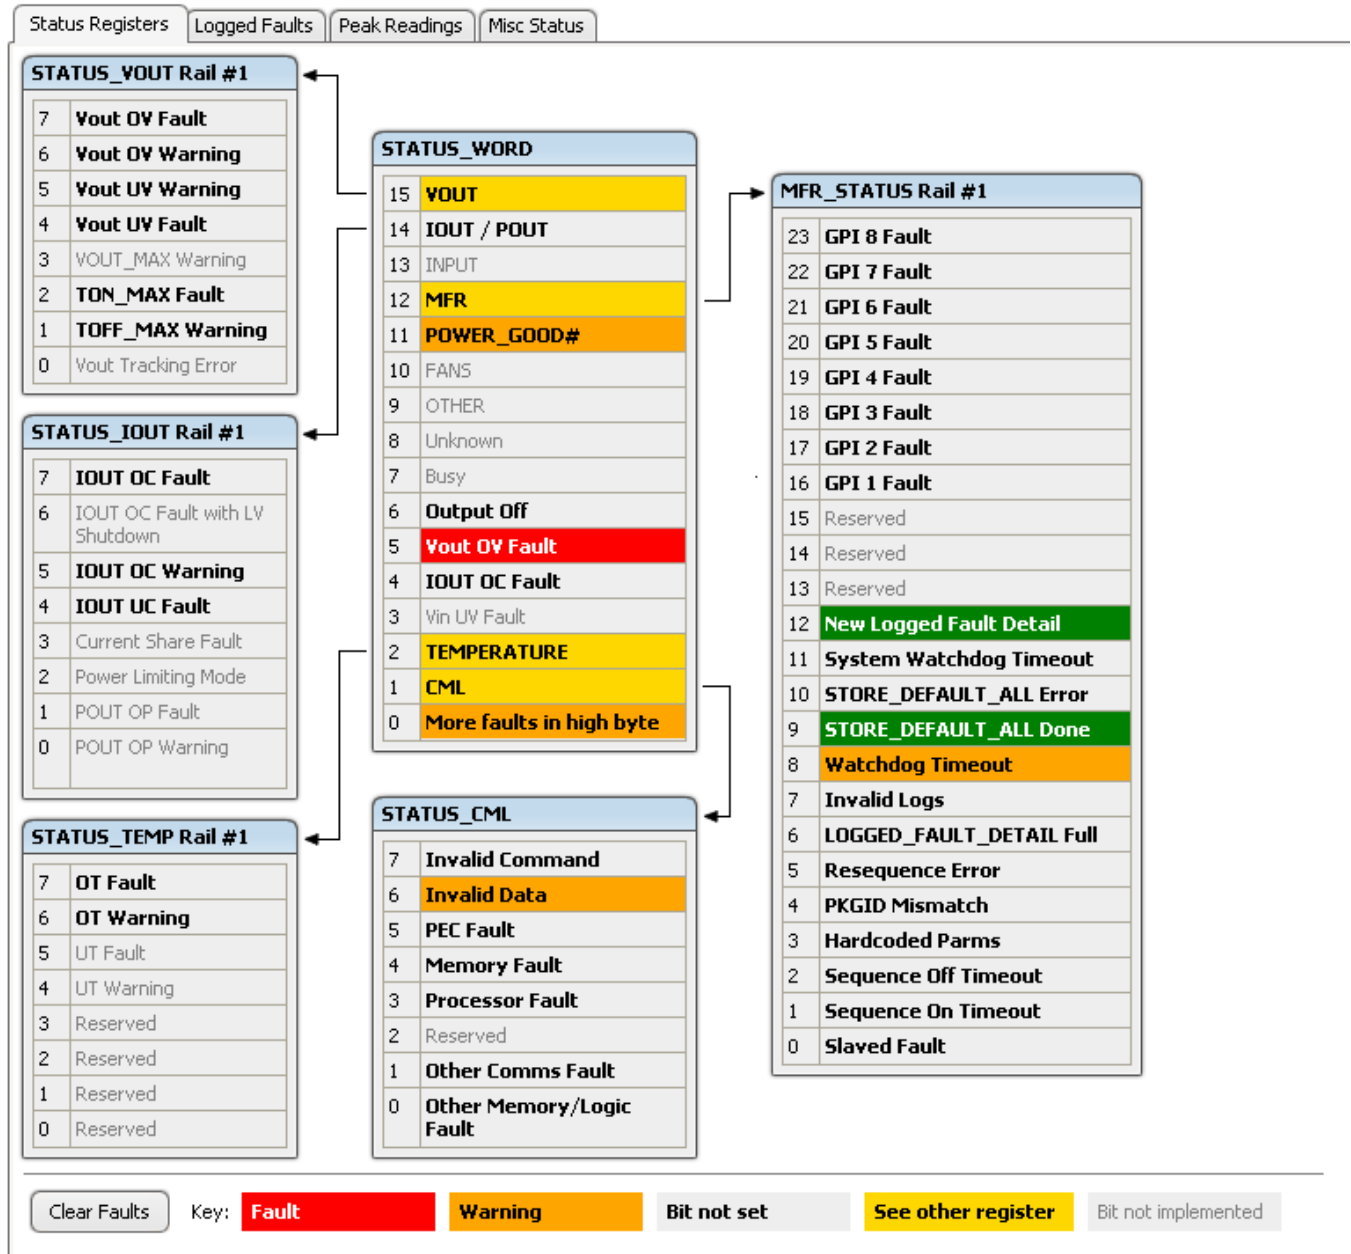 Status Registers Logged Faults Peak Readings Misc Status
STATUS_VOUT Rail #1
7 Vout OV Fault
6 Vout OV Warning
5 Vout UV Warning
4 Vout UV Fault
3 VOUT_MAX Warning
2 TON_MAX Fault
1 TOFF_MAX Warning
0 Vout Tracking Error
STATUS_IOUT Rail #1
7 IOUT OC Fault
6 IOUT OC Fault with LV
Shutdown
5 IOUT OC Warning
4 IOUT UC Fault
3 Current Share Fault
2 Power Limiting Mode
1 POUT OP Fault
0 POUT OP Warning
STATUS_TEMP Rail #1
7 OT Fault
6 OT Warning
5 UT Fault
4 UT Warning
3 Reserved
2 Reserved
1 Reserved
0 Reserved
STATUS_WORD
15 VOUT
14 IOUT / POUT
13 INPUT
12 MFR
11 POWER_GOOD#
10 FANS
9 OTHER
8 Unknown
7 Busy
6 Output Off
5 Vout OV Fault
4 IOUT OC Fault
3 Vin UV Fault
2 TEMPERATURE
1 CML
0 More faults in high byte
STATUS_CML
7 Invalid Command
6 Invalid Data
5 PEC Fault
4 Memory Fault
3 Processor Fault
2 Reserved
1 Other Comms Fault
0 Other Memory/Logic
Fault
MFR_STATUS Rail #1
23 GPI 8 Fault
22 GPI 7 Fault
21 GPI 6 Fault
20 GPI 5 Fault
19 GPI 4 Fault
18 GPI 3 Fault
17 GPI 2 Fault
16 GPI 1 Fault
15 Reserved
14 Reserved
13 Reserved
12 New Logged Fault Detail
11 System Watchdog Timeout
10 STORE_DEFAULT_ALL Error
9 STORE_DEFAULT_ALL Done
8 Watchdog Timeout
7 Invalid Logs
6 LOGGED_FAULT_DETAIL Full
5 Resequence Error
4 PKGID Mismatch
3 Hardcoded Parms
2 Sequence Off Timeout
1 Sequence On Timeout
0 Slaved Fault
Clear Faults Key: Fault Warning Bit not set See other register Bit not implemented